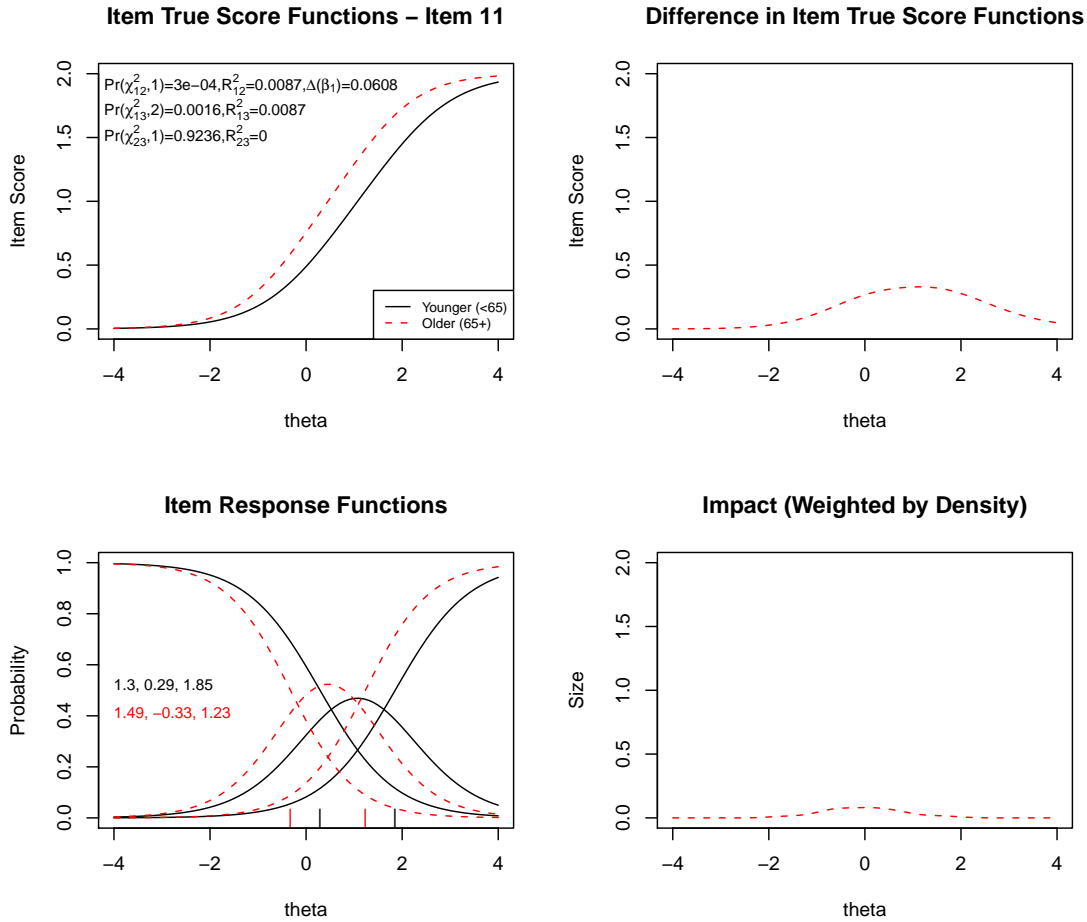 Item True Score Functions − Item 11
Pr(χ²₁₂,1)=3e−04,R²₁₂=0.0087,Δ(β₁)=0.0608
Pr(χ²₁₃,2)=0.0016,R²₁₃=0.0087
Pr(χ²₂₃,1)=0.9236,R²₂₃=0
Item Score
0.0 0.5 1.0 1.5 2.0
Younger (<65)
Older (65+)
−4 −2 0 2 4
theta
Difference in Item True Score Functions
Item Score
0.0 0.5 1.0 1.5 2.0
−4 −2 0 2 4
theta
Item Response Functions
Probability
0.0 0.2 0.4 0.6 0.8 1.0
1.3, 0.29, 1.85
1.49, −0.33, 1.23
−4 −2 0 2 4
theta
Impact (Weighted by Density)
Size
0.0 0.5 1.0 1.5 2.0
−4 −2 0 2 4
theta